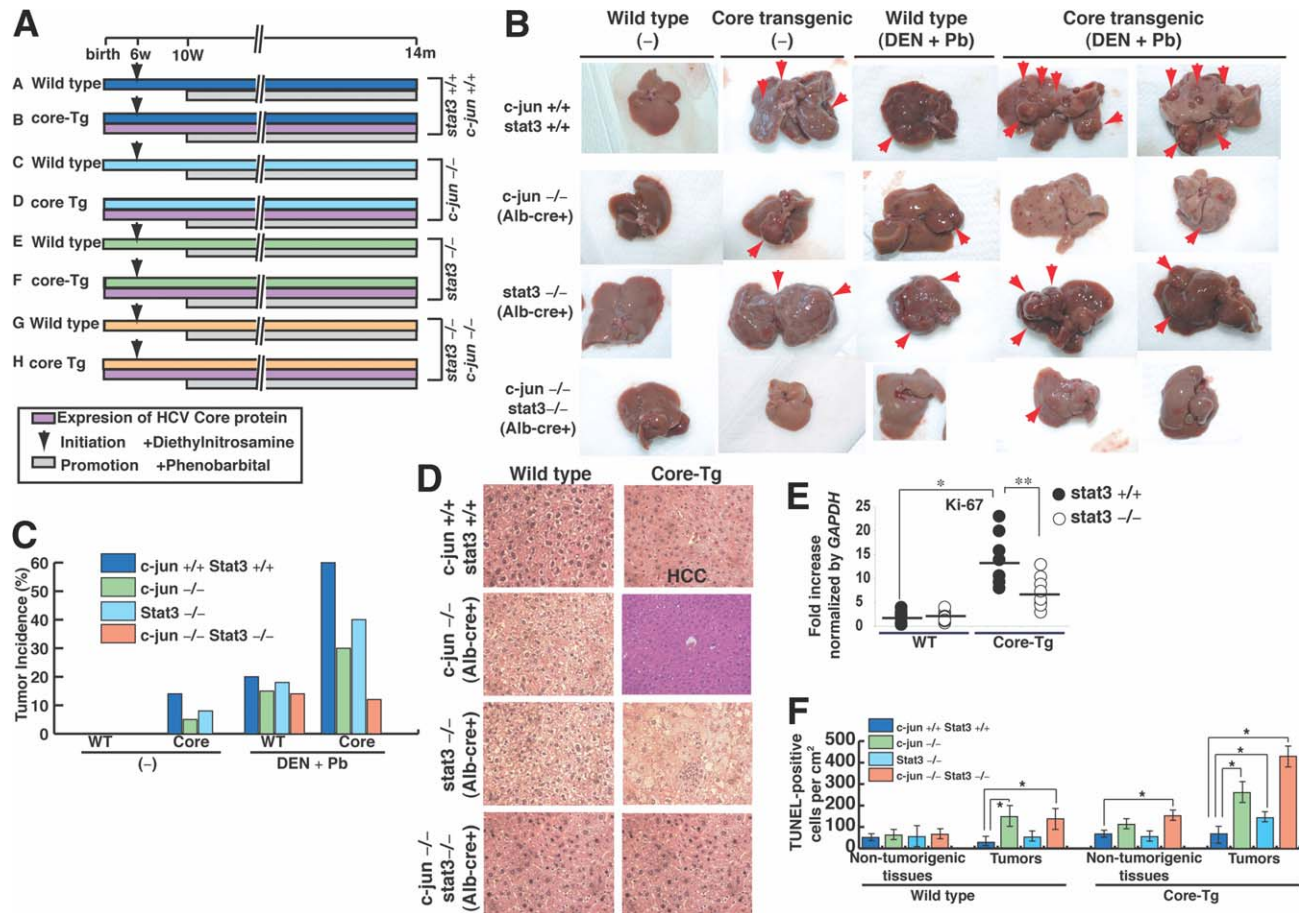 A
birth 6w 10W 14m
A Wild type
B core-Tg
stat3 +/+
c-jun +/+
C Wild type
D core Tg
c-jun –/–
E Wild type
F core-Tg
stat3 –/–
G Wild type
H core Tg
stat3 –/–
c-jun –/–
Expresion of HCV Core protein
Initiation +Diethylnitrosamine
Promotion +Phenobarbital
B
Wild type Core transgenic Wild type Core transgenic
(–) (–) (DEN + Pb) (DEN + Pb)
c-jun +/+
stat3 +/+
c-jun –/–
(Alb-cre+)
stat3 –/–
(Alb-cre+)
c-jun –/–
stat3–/–
(Alb-cre+)
C
Tumor Incidence (%)
60
50
40
30
20
10
0
c-jun +/+ Stat3 +/+
c-jun –/–
Stat3 –/–
c-jun –/– Stat3 –/–
WT Core WT Core
(–) DEN + Pb
D
Wild type Core-Tg
c-jun +/+
stat3 +/+
HCC
c-jun –/–
(Alb-cre+)
stat3 –/–
(Alb-cre+)
c-jun –/–
stat3–/–
(Alb-cre+)
E
Fold increase
normalized by GAPDH
25
20
15
10
5
0
* **
Ki-67
stat3 +/+
stat3 –/–
WT Core-Tg
F
TUNEL-positive
cells per cm2
500
400
300
200
100
0
c-jun +/+ Stat3 +/+
c-jun –/–
Stat3 –/–
c-jun –/– Stat3 –/–
* * * * * *
Non-tumorigenic Tumors Non-tumorigenic Tumors
tissues tissues
Wild type Core-Tg